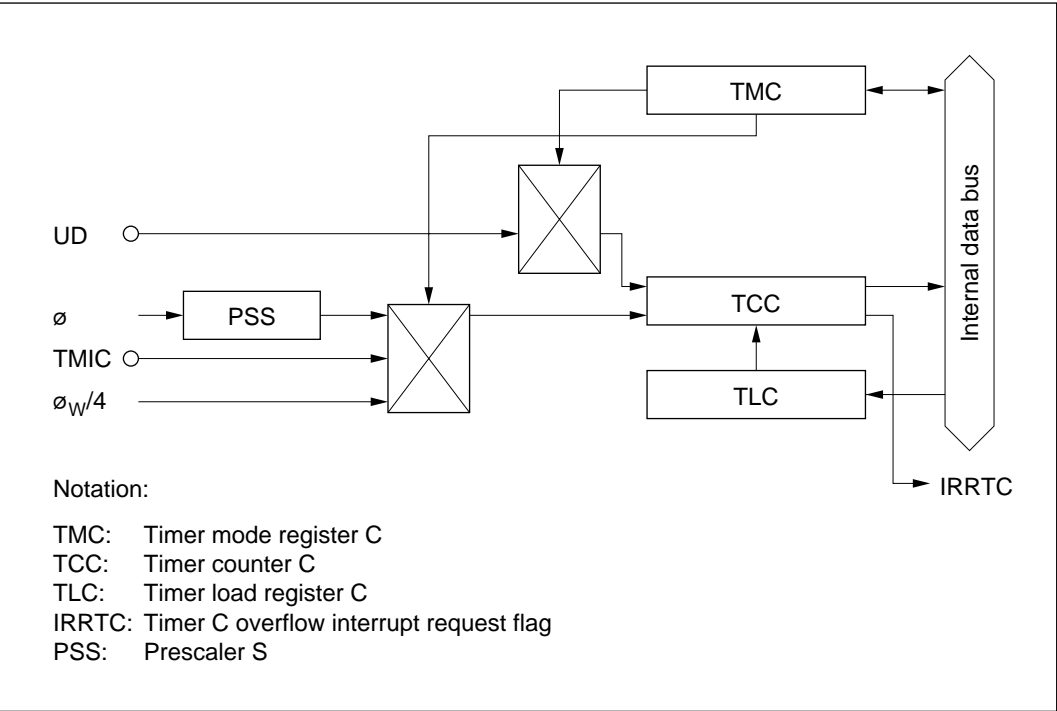 TMC
UD
TCC
ø
PSS
TMIC
øW/4
TLC
Internal data bus
IRRTC
Notation:
TMC: Timer mode register C
TCC: Timer counter C
TLC: Timer load register C
IRRTC: Timer C overflow interrupt request flag
PSS: Prescaler S